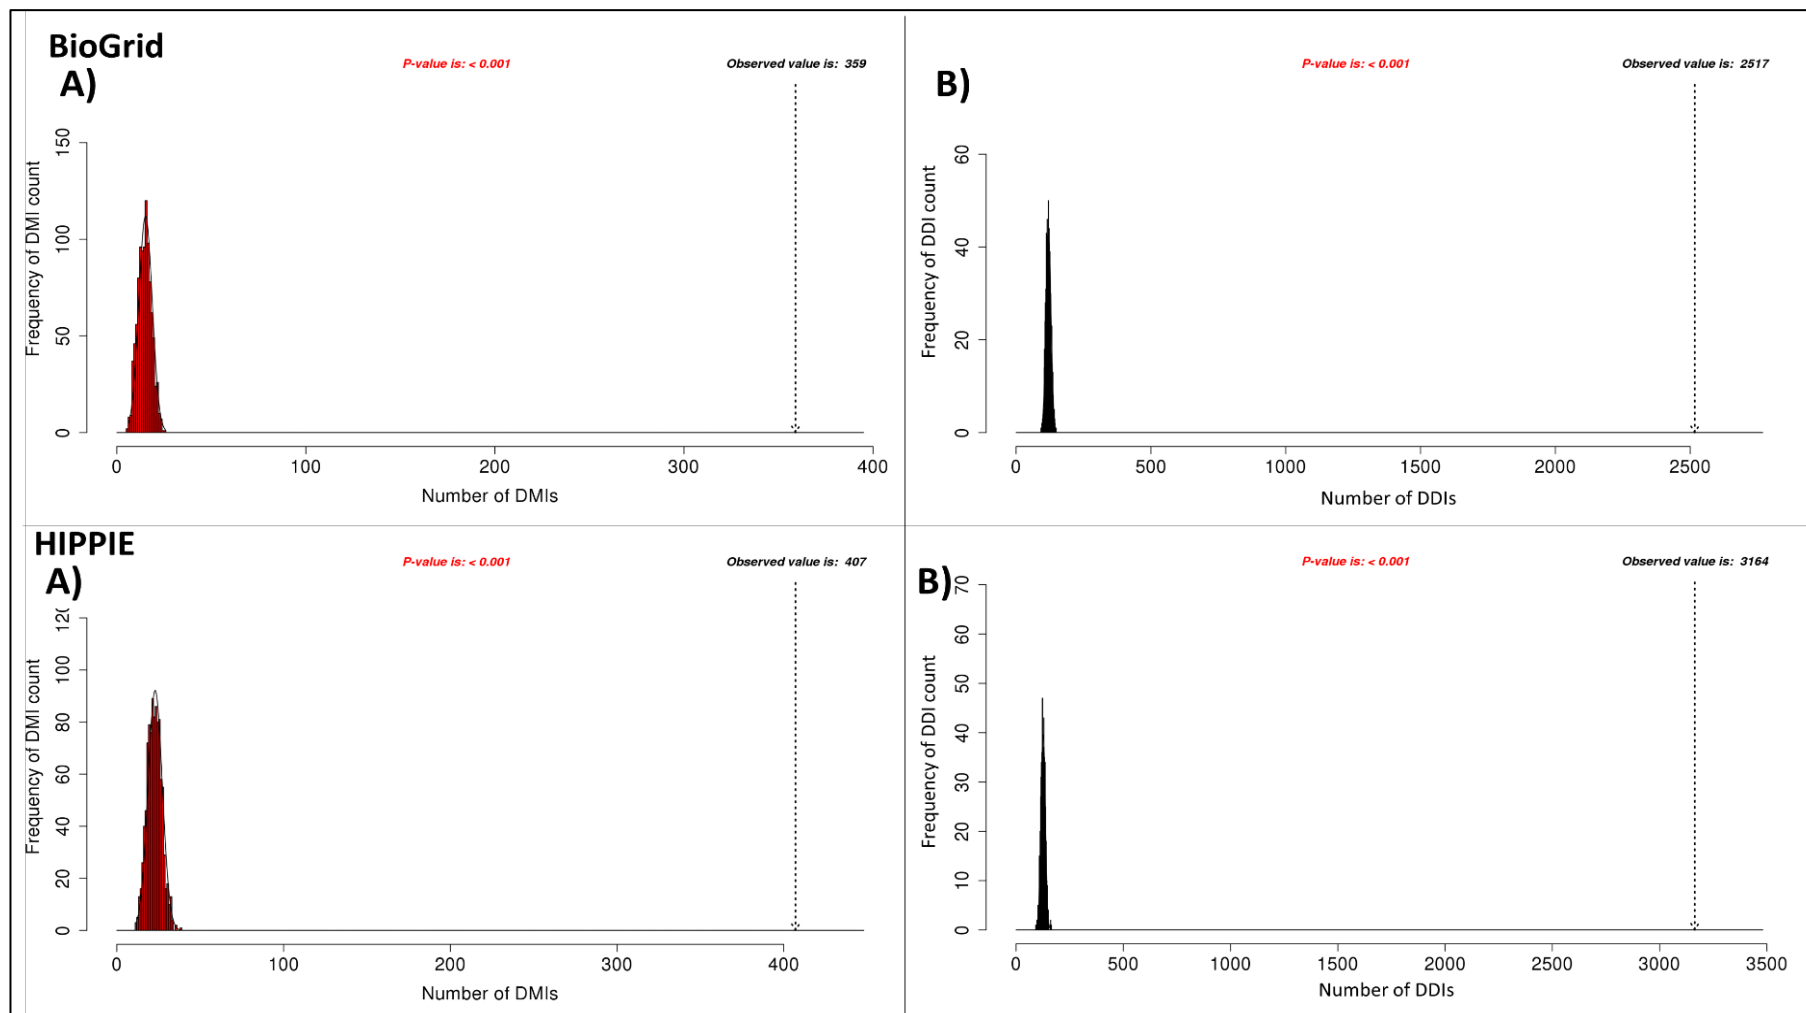 BioGrid
A)
P-value is: < 0.001
Observed value is: 359
Frequency of DMI count
150
100
50
0
0 100 200 300 400
Number of DMIs
B)
P-value is: < 0.001
Observed value is: 2517
Frequency of DDI count
60
40
20
0
0 500 1000 1500 2000 2500
Number of DDIs
HIPPIE
A)
P-value is: < 0.001
Observed value is: 407
Frequency of DMI count
100
80
60
40
20
0
0 100 200 300 400
Number of DMIs
B)
P-value is: < 0.001
Observed value is: 3164
Frequency of DDI count
70
60
50
40
30
20
10
0
0 500 1000 1500 2000 2500 3000 3500
Number of DDIs